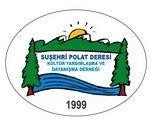 SUŞEHRİ POLAT DERESİ
KÜLTÜR YARDIMLAŞMA VE
DAYANIŞMA DERNEĞİ
1999